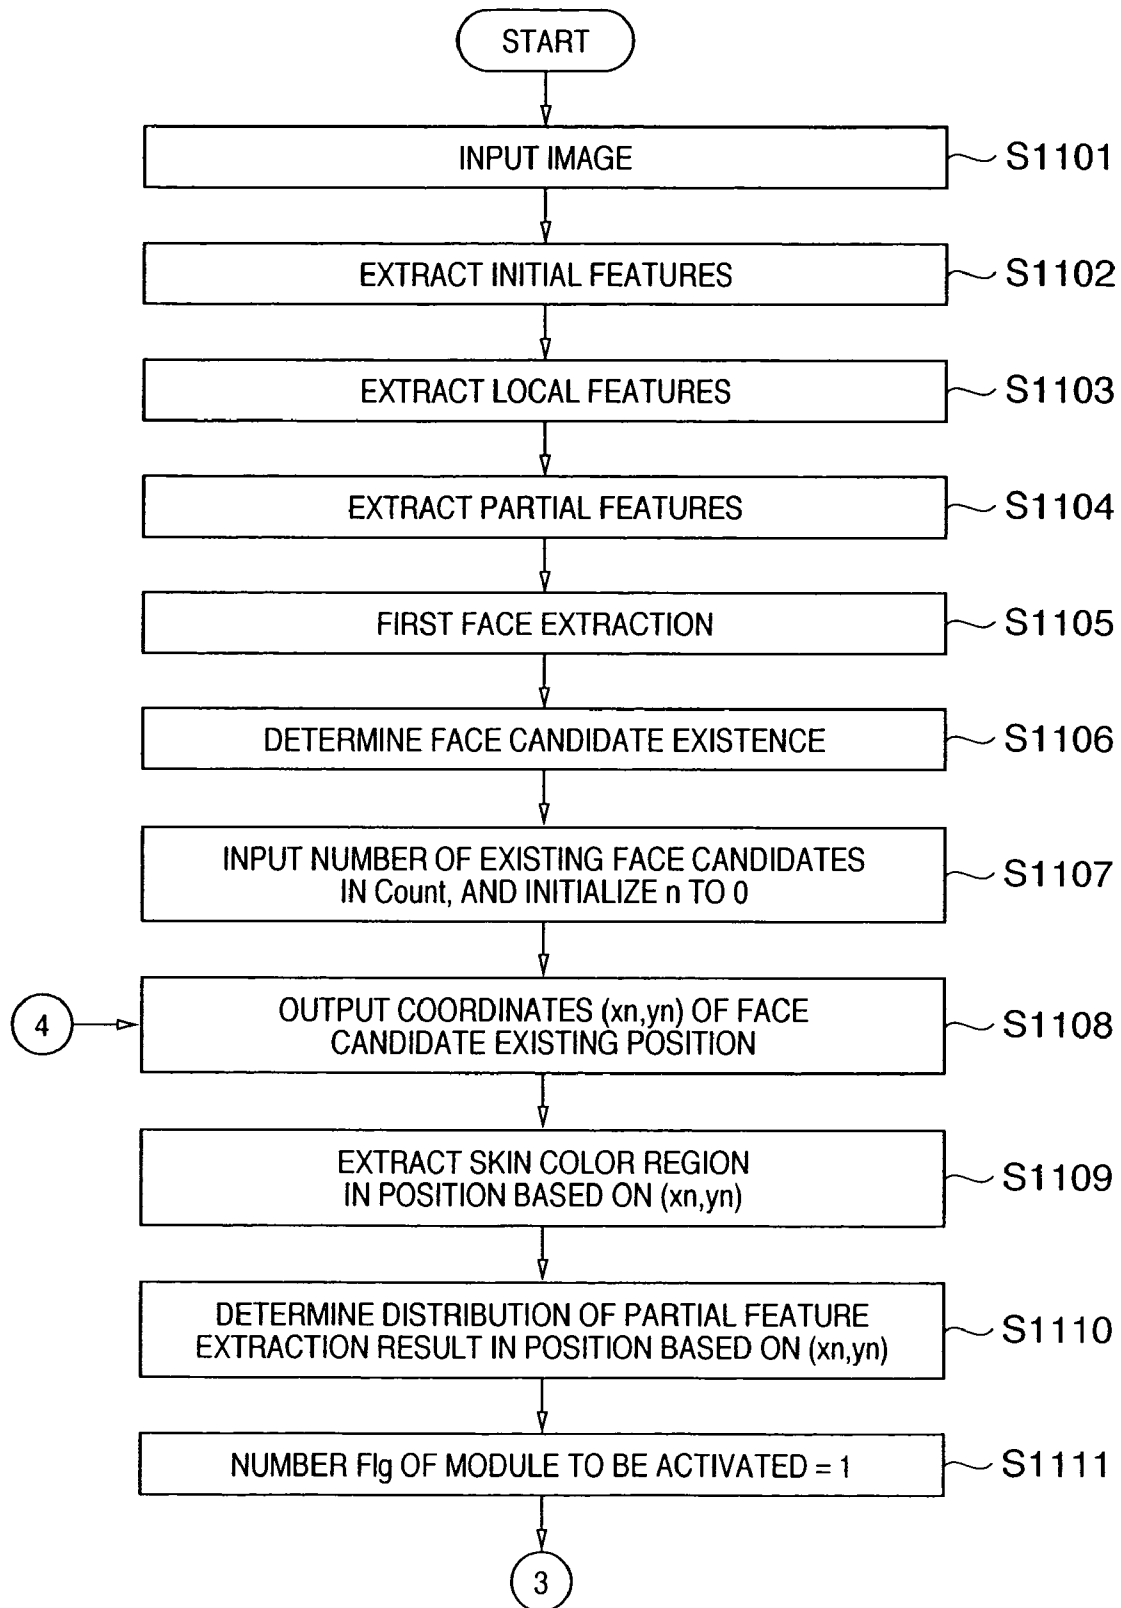 START
INPUT IMAGE
S1101
EXTRACT INITIAL FEATURES
S1102
EXTRACT LOCAL FEATURES
S1103
EXTRACT PARTIAL FEATURES
S1104
FIRST FACE EXTRACTION
S1105
DETERMINE FACE CANDIDATE EXISTENCE
S1106
INPUT NUMBER OF EXISTING FACE CANDIDATES
IN Count, AND INITIALIZE n TO 0
S1107
4
OUTPUT COORDINATES (xn,yn) OF FACE
CANDIDATE EXISTING POSITION
S1108
EXTRACT SKIN COLOR REGION
IN POSITION BASED ON (xn,yn)
S1109
DETERMINE DISTRIBUTION OF PARTIAL FEATURE
EXTRACTION RESULT IN POSITION BASED ON (xn,yn)
S1110
NUMBER Flg OF MODULE TO BE ACTIVATED = 1
S1111
3